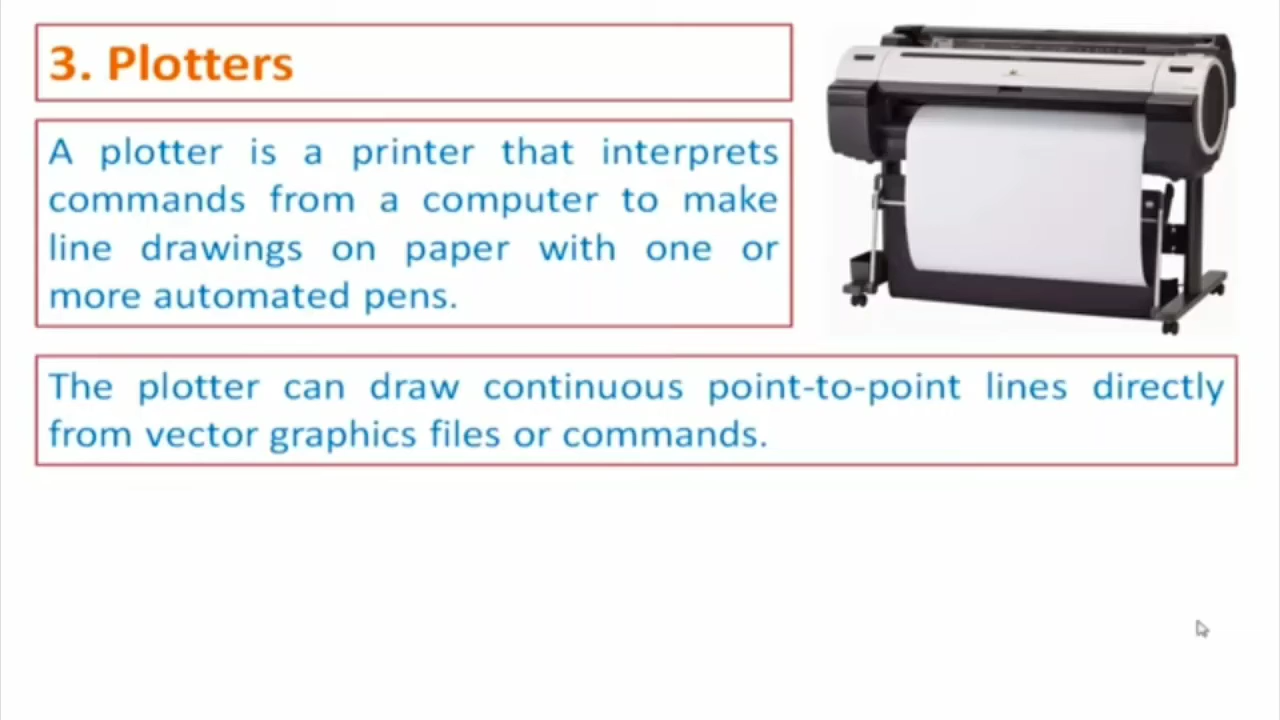 3. Plotters
A plotter is a printer that interprets
commands from a computer to make
line drawings on paper with one or
more automated pens.
The plotter can draw continuous point-to-point lines directly
from vector graphics files or commands.